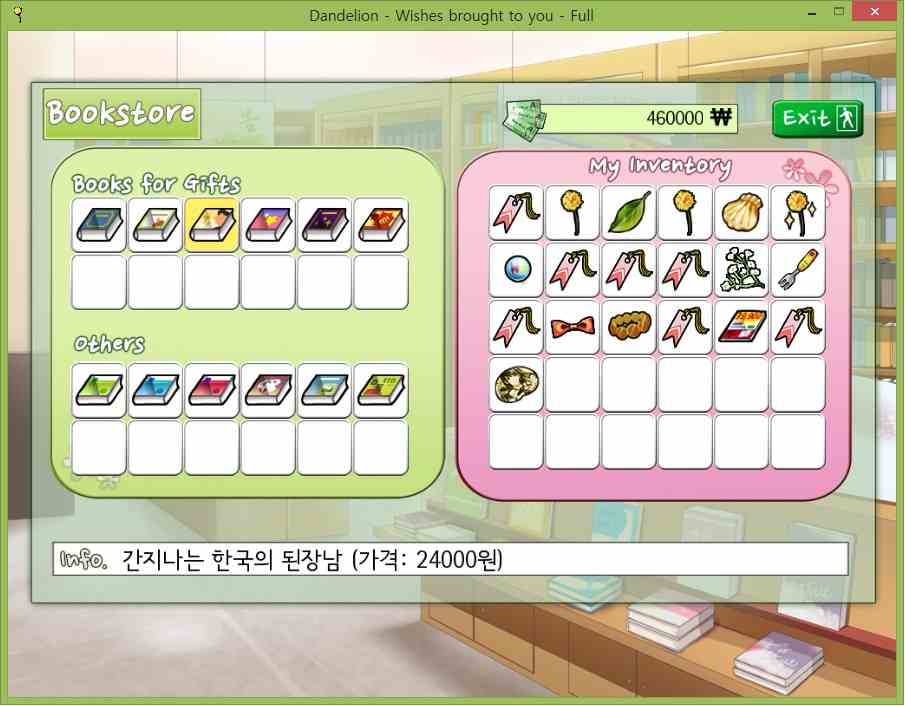 Dandelion - Wishes brought to you - Full
Bookstore
460000 ₩
Exit
Books for Gifts
My Inventory
Others
Info. 간지나는 한국의 된장남 (가격: 24000원)